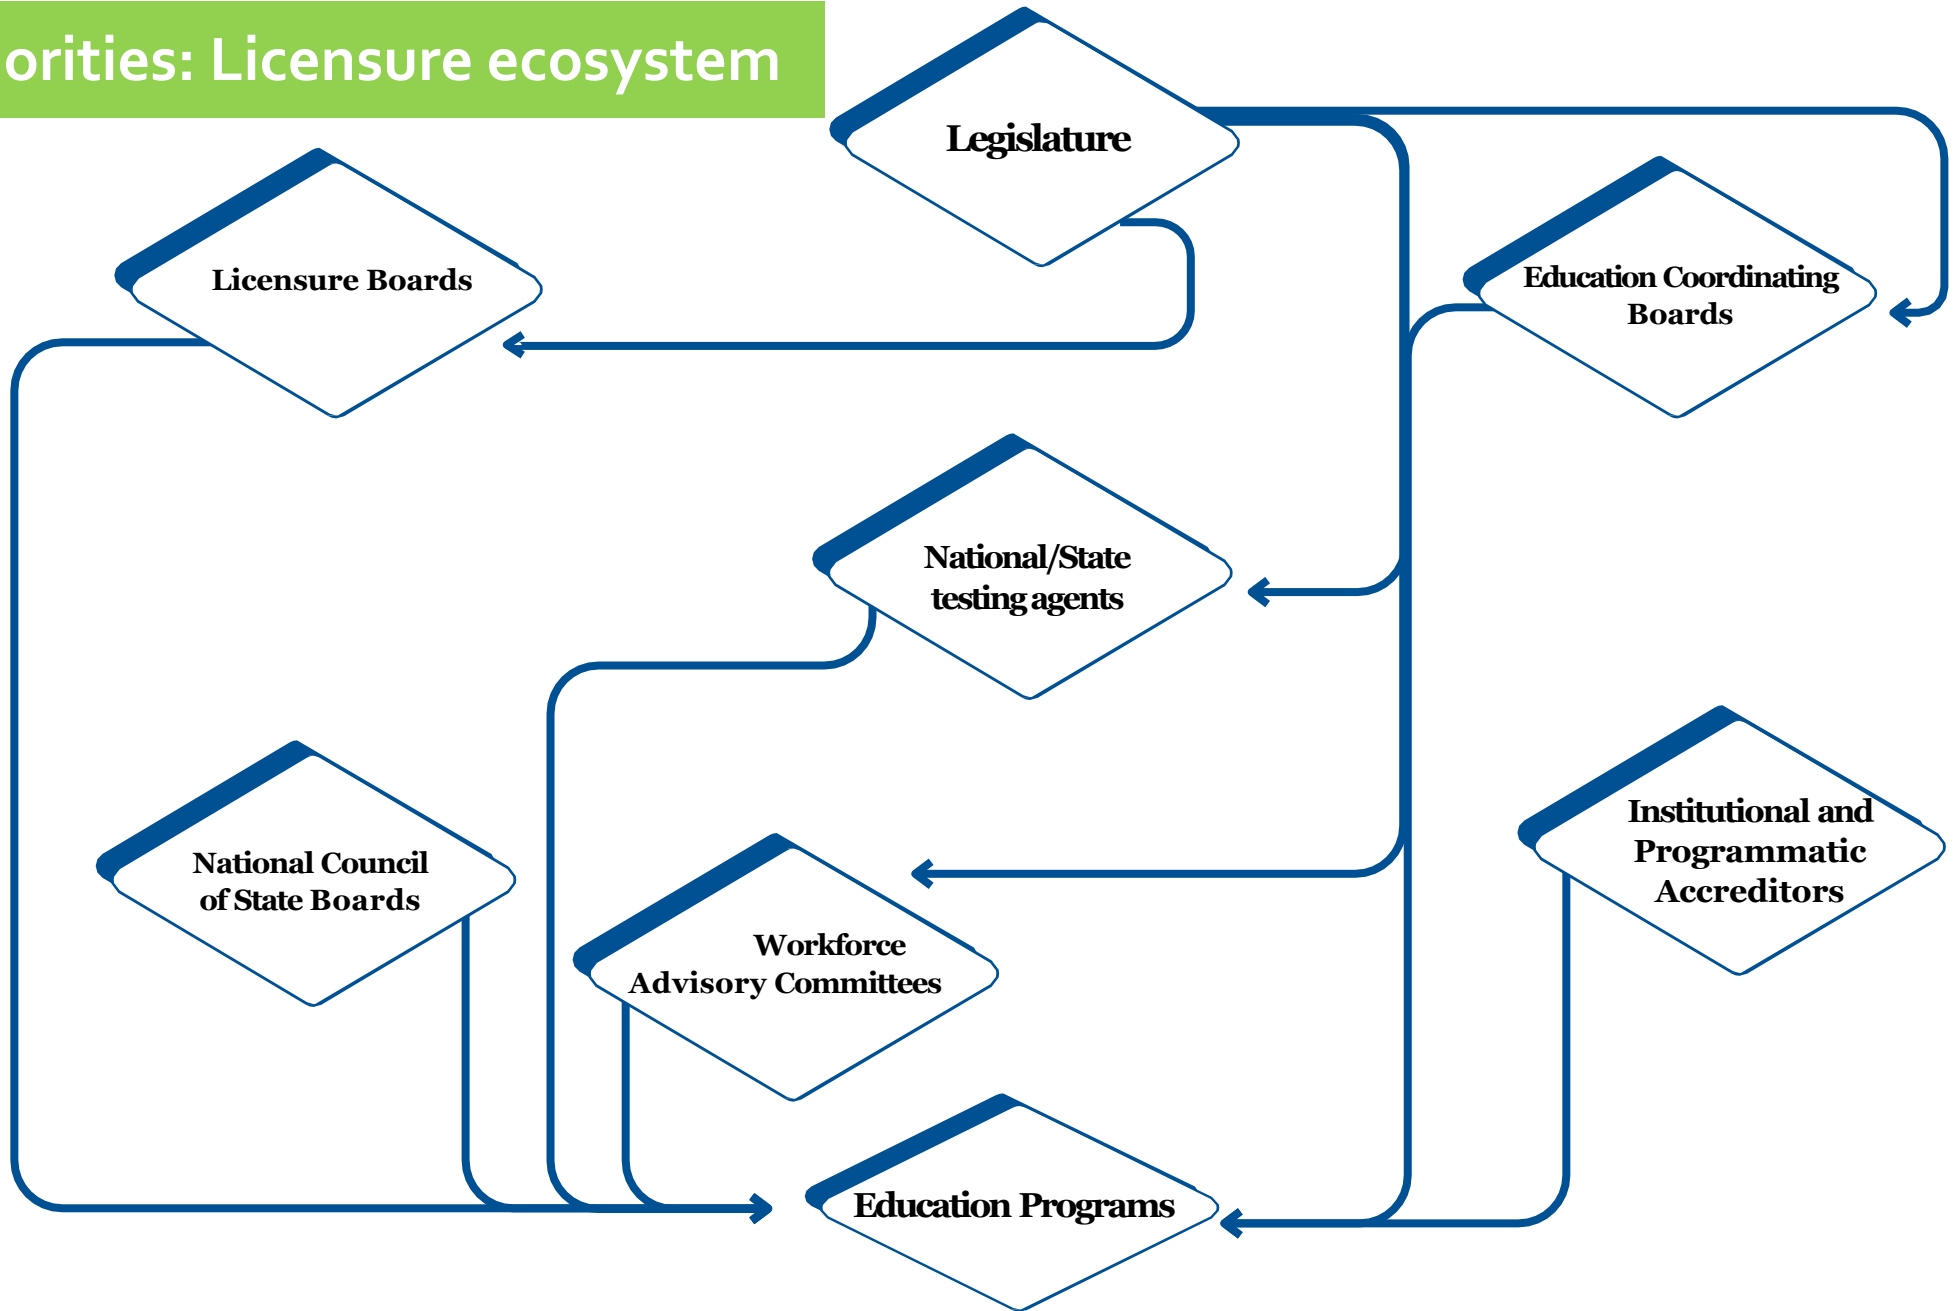 orities: Licensure ecosystem
Legislature
Licensure Boards
Education Coordinating
Boards
National/State
testing agents
National Council
of State Boards
Workforce
Advisory Committees
Institutional and
Programmatic
Accreditors
Education Programs